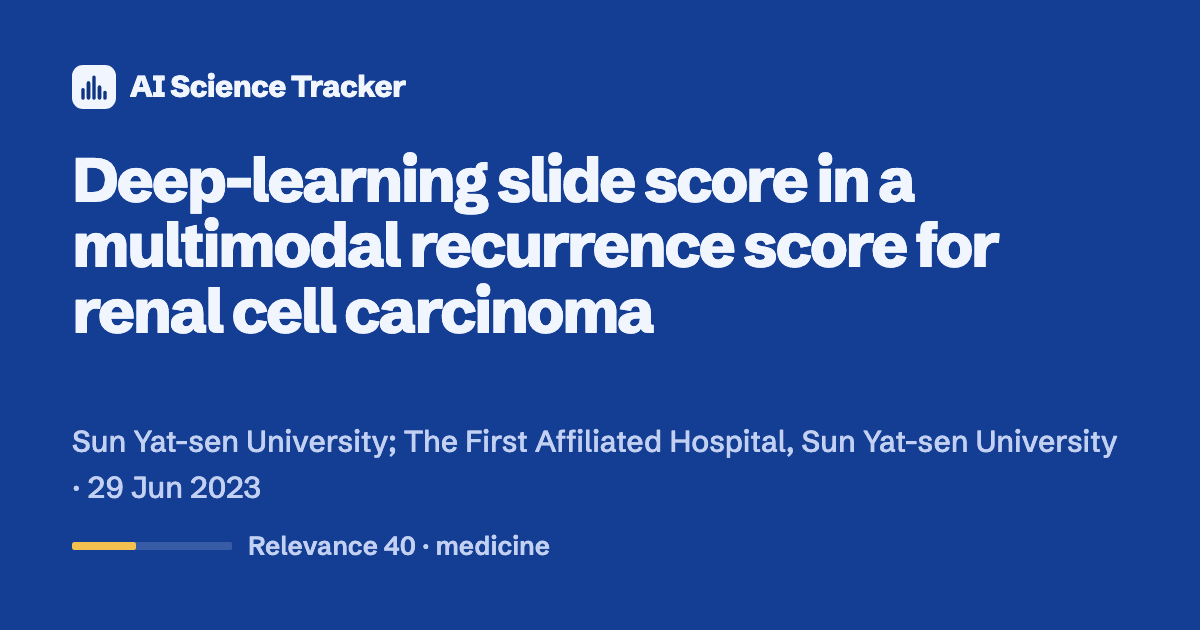 AI Science Tracker
Deep-learning slide score in a
multimodal recurrence score for
renal cell carcinoma
Sun Yat-sen University; The First Affiliated Hospital, Sun Yat-sen University
· 29 Jun 2023
Relevance 40 · medicine